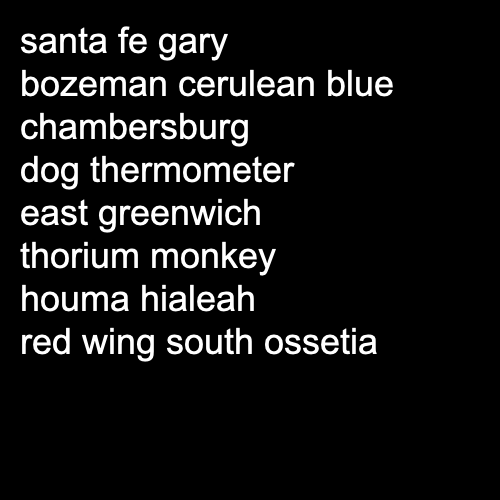 santa fe gary
bozeman cerulean blue
chambersburg
dog thermometer
east greenwich
thorium monkey
houma hialeah
red wing south ossetia